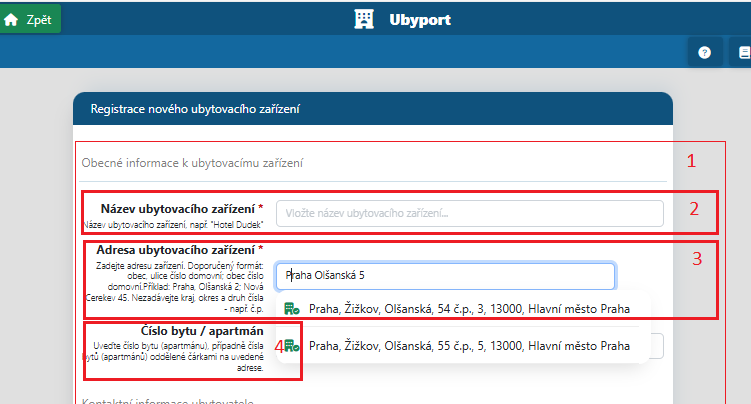 Zpět
Ubyport
Registrace nového ubytovacího zařízení
Obecné informace k ubytovacímu zařízení
1
Název ubytovacího zařízení *
Název ubytovacího zařízení, např. "Hotel Dudek"
Vložte název ubytovacího zařízení...
2
Adresa ubytovacího zařízení *
Zadejte adresu zařízení. Doporučený formát:
obec, ulice číslo domovní; obec číslo
domovní.Příklad: Praha, Olšanská 2; Nová
Cerekev 45. Nezadávejte kraj, okres a druh čísla
- např. č.p.
Praha Olšanská 5
3
Praha, Žižkov, Olšanská, 54 č.p., 3, 13000, Hlavní město Praha
Praha, Žižkov, Olšanská, 55 č.p., 5, 13000, Hlavní město Praha
Číslo bytu / apartmán
Uveďte číslo bytu (apartmánu), případně čísla
bytů (apartmánů) oddělené čárkami na uvedené
adrese.
4
Kontaktní informace ubytovatele